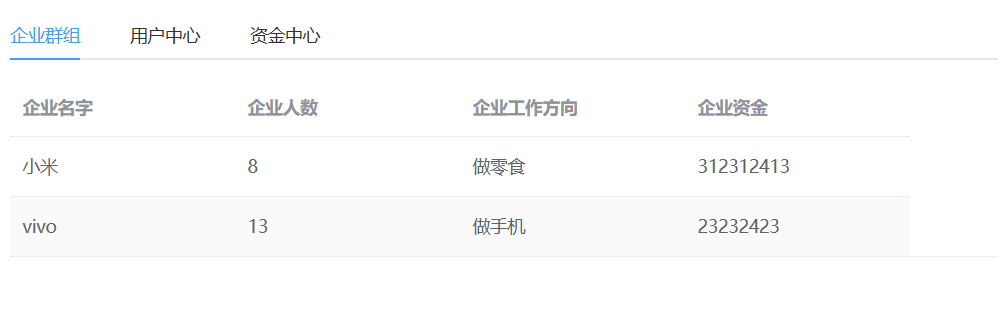 企业群组 用户中心 资金中心
企业名字 企业人数 企业工作方向 企业资金
小米 8 做零食 312312413
vivo 13 做手机 23232423